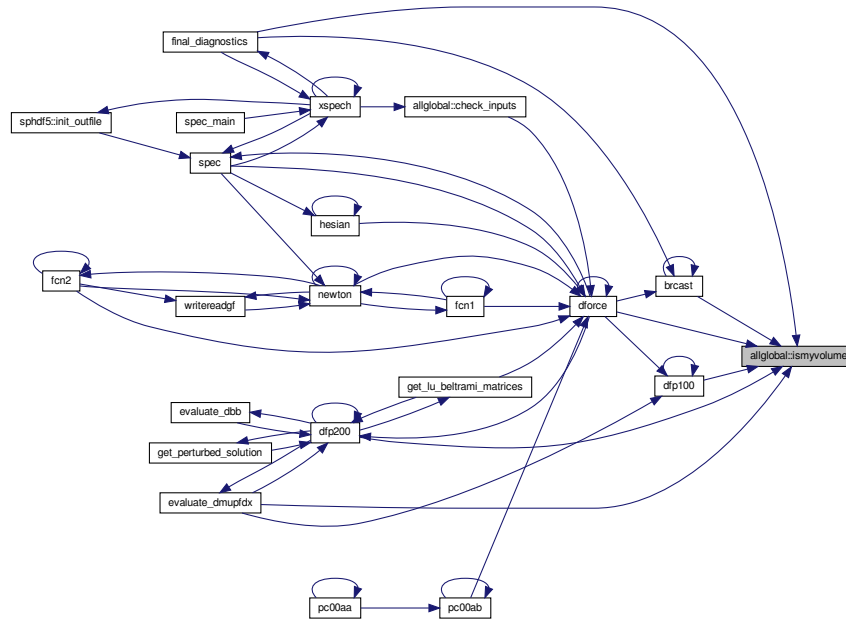 final_diagnostics
xspech
allglobal::check_inputs
sphdf5::init_outfile
spec_main
spec
hesian
fcn2
newton
writereadgf
fcn1
dforce
brcast
allglobal::ismyvolume
get_lu_beltrami_matrices
dfp100
evaluate_dbb
dfp200
get_perturbed_solution
evaluate_dmupfdx
pc00aa
pc00ab